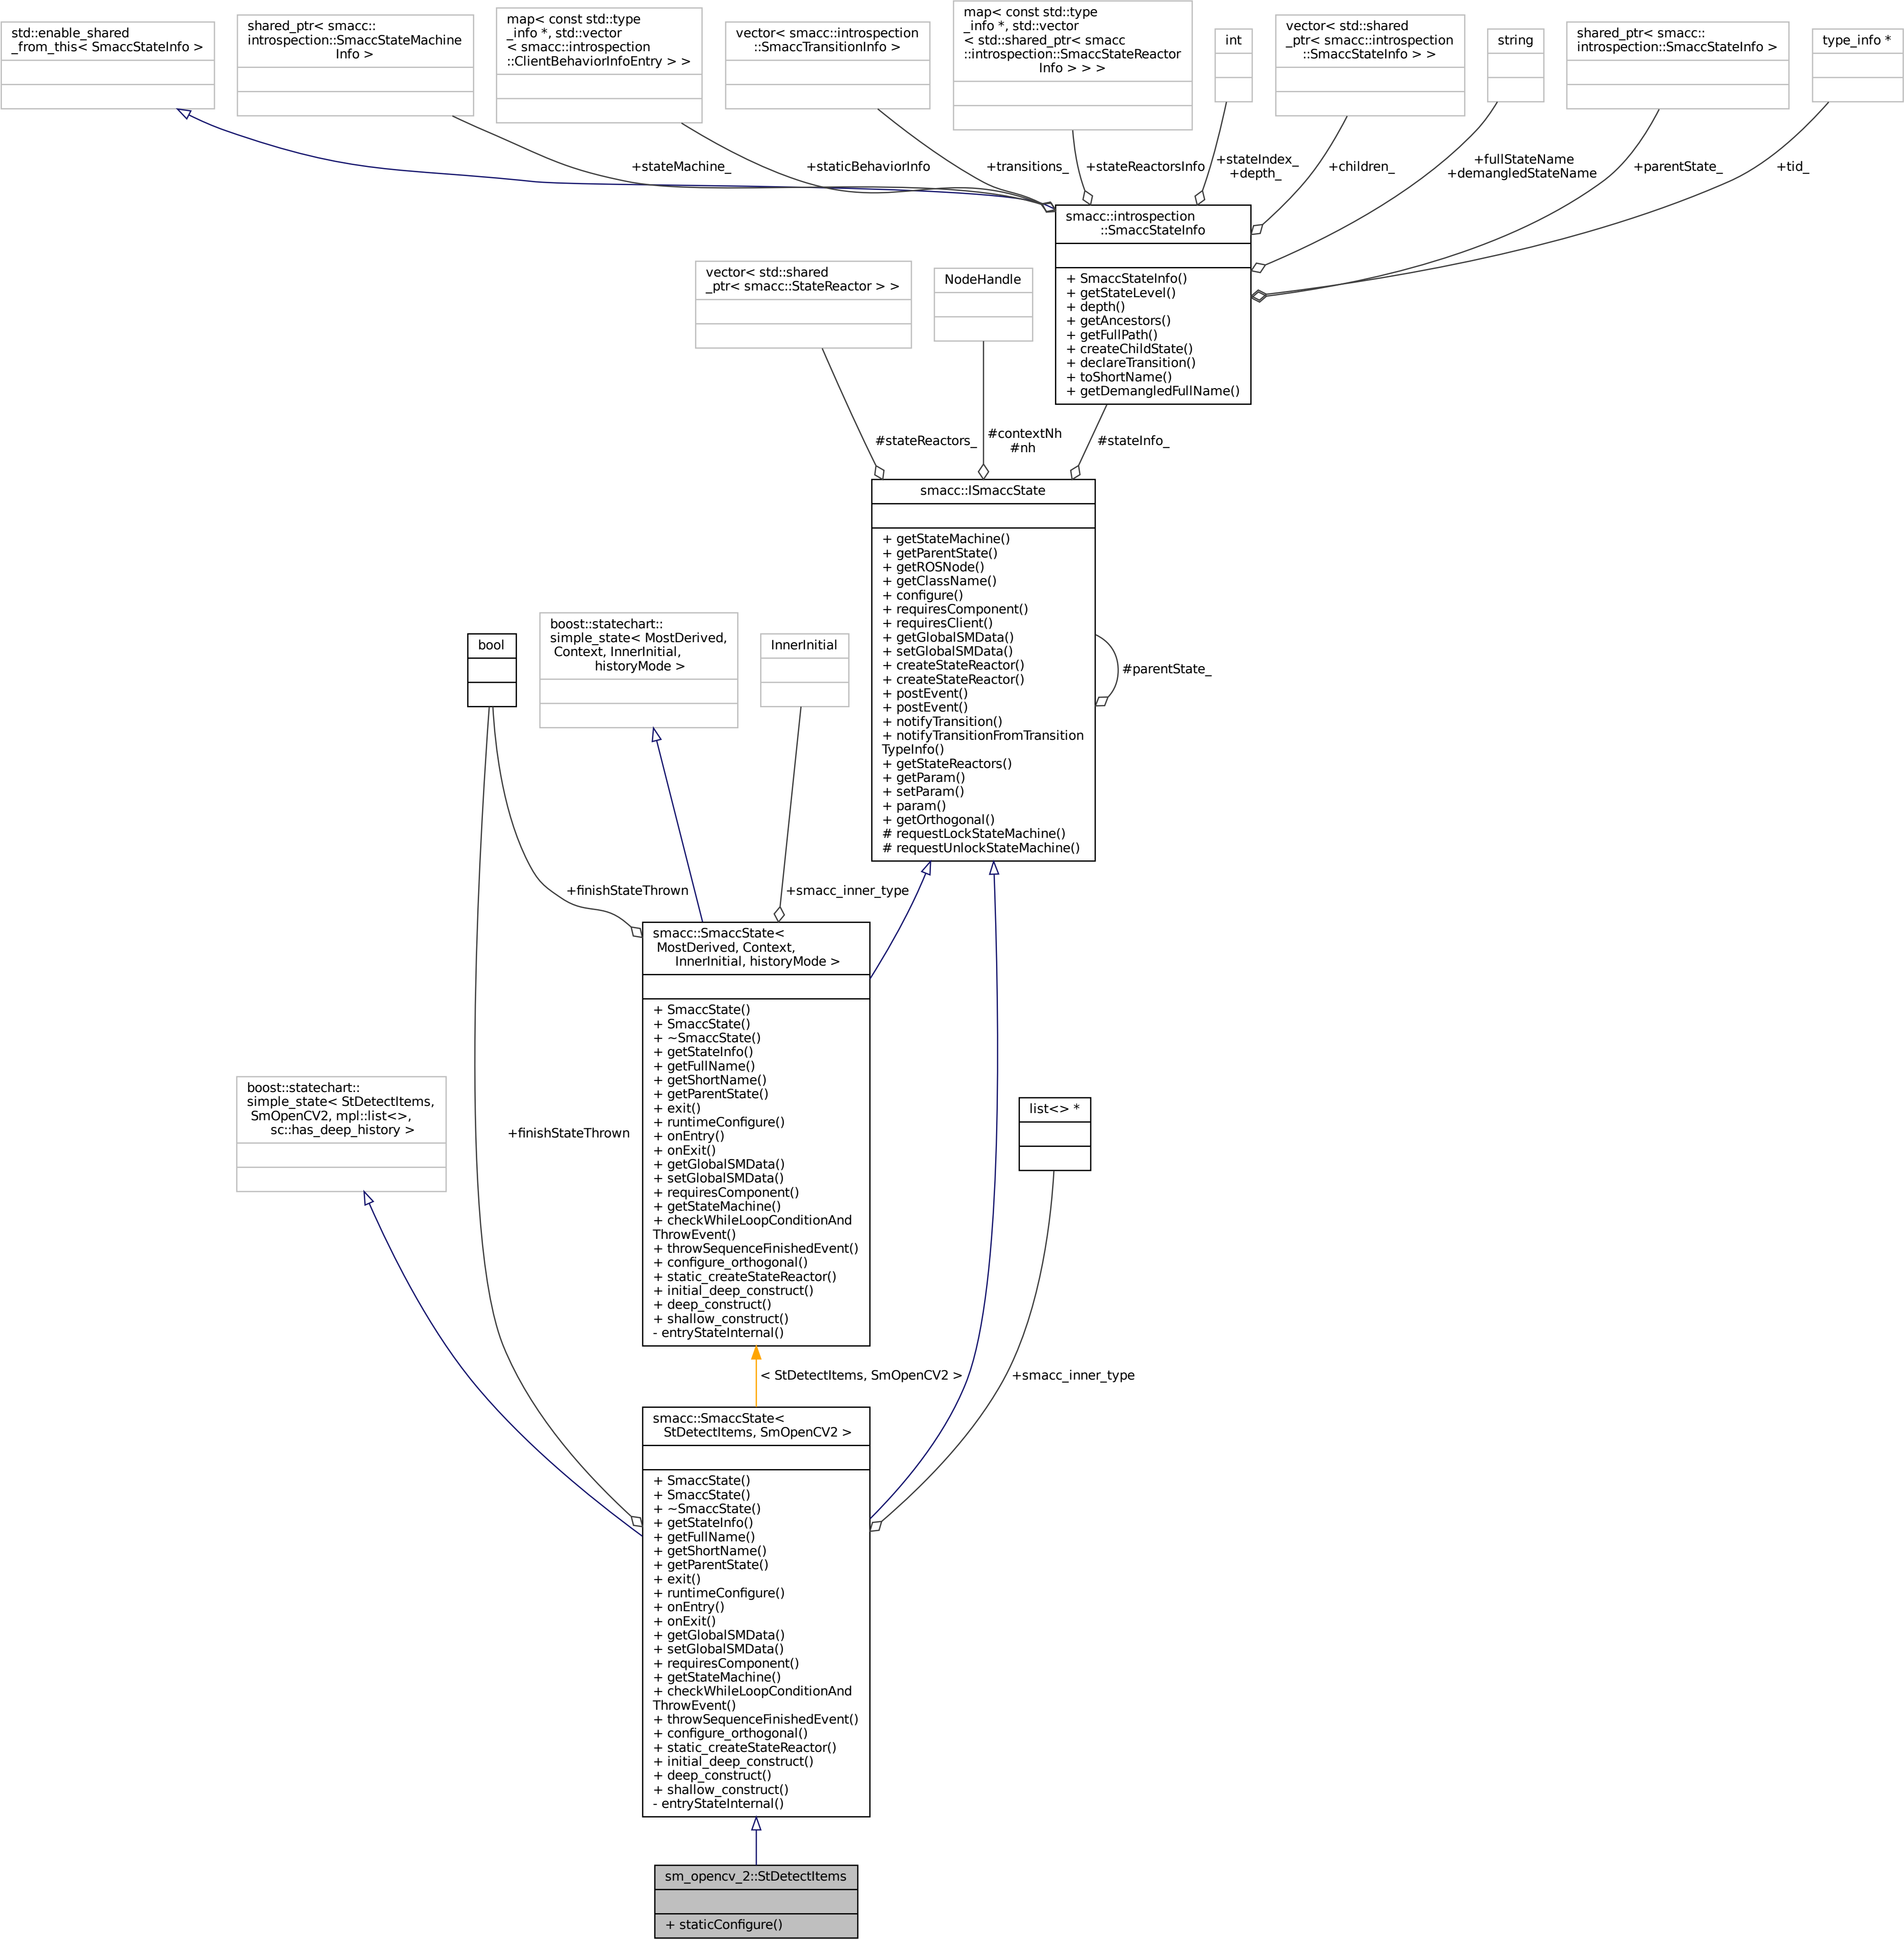 std::enable_shared
_from_this< SmaccStateInfo >
shared_ptr< smacc::
introspection::SmaccStateMachine
Info >
map< const std::type
_info *, std::vector
< smacc::introspection
::ClientBehaviorInfoEntry > >
vector< smacc::introspection
::SmaccTransitionInfo >
map< const std::type
_info *, std::vector
< std::shared_ptr< smacc
::introspection::SmaccStateReactor
Info > > >
int
vector< std::shared
_ptr< smacc::introspection
::SmaccStateInfo > >
string
shared_ptr< smacc::
introspection::SmaccStateInfo >
type_info *
+stateMachine_
+staticBehaviorInfo
+transitions_
+stateReactorsInfo
+stateIndex_
+depth_
+children_
+fullStateName
+demangledStateName
+parentState_
+tid_
smacc::introspection
::SmaccStateInfo
+ SmaccStateInfo()
+ getStateLevel()
+ depth()
+ getAncestors()
+ getFullPath()
+ createChildState()
+ declareTransition()
+ toShortName()
+ getDemangledFullName()
vector< std::shared
_ptr< smacc::StateReactor > >
NodeHandle
#stateReactors_
#contextNh
#nh
#stateInfo_
smacc::ISmaccState
+ getStateMachine()
+ getParentState()
+ getROSNode()
+ getClassName()
+ configure()
+ requiresComponent()
+ requiresClient()
+ getGlobalSMData()
+ setGlobalSMData()
+ createStateReactor()
+ createStateReactor()
+ postEvent()
+ postEvent()
+ notifyTransition()
+ notifyTransitionFromTransition
TypeInfo()
+ getStateReactors()
+ getParam()
+ setParam()
+ param()
+ getOrthogonal()
# requestLockStateMachine()
# requestUnlockStateMachine()
#parentState_
bool
boost::statechart::
simple_state< MostDerived,
Context, InnerInitial,
historyMode >
InnerInitial
+finishStateThrown
+smacc_inner_type
smacc::SmaccState<
MostDerived, Context,
InnerInitial, historyMode >
+ SmaccState()
+ SmaccState()
+ ~SmaccState()
+ getStateInfo()
+ getFullName()
+ getShortName()
+ getParentState()
+ exit()
+ runtimeConfigure()
+ onEntry()
+ onExit()
+ getGlobalSMData()
+ setGlobalSMData()
+ requiresComponent()
+ getStateMachine()
+ checkWhileLoopConditionAnd
ThrowEvent()
+ throwSequenceFinishedEvent()
+ configure_orthogonal()
+ static_createStateReactor()
+ initial_deep_construct()
+ deep_construct()
+ shallow_construct()
- entryStateInternal()
boost::statechart::
simple_state< StDetectItems,
SmOpenCV2, mpl::list<>,
sc::has_deep_history >
+finishStateThrown
list<> *
< StDetectItems, SmOpenCV2 >
+smacc_inner_type
smacc::SmaccState<
StDetectItems, SmOpenCV2 >
+ SmaccState()
+ SmaccState()
+ ~SmaccState()
+ getStateInfo()
+ getFullName()
+ getShortName()
+ getParentState()
+ exit()
+ runtimeConfigure()
+ onEntry()
+ onExit()
+ getGlobalSMData()
+ setGlobalSMData()
+ requiresComponent()
+ getStateMachine()
+ checkWhileLoopConditionAnd
ThrowEvent()
+ throwSequenceFinishedEvent()
+ configure_orthogonal()
+ static_createStateReactor()
+ initial_deep_construct()
+ deep_construct()
+ shallow_construct()
- entryStateInternal()
sm_opencv_2::StDetectItems
+ staticConfigure()